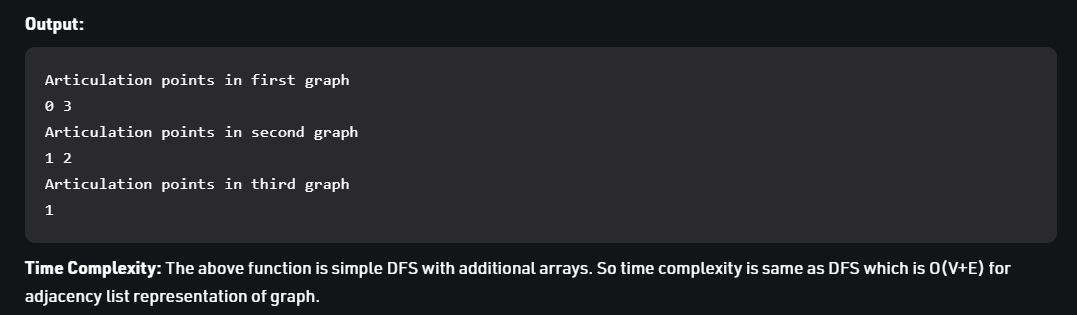 Output:
Articulation points in first graph
0 3
Articulation points in second graph
1 2
Articulation points in third graph
1
Time Complexity: The above function is simple DFS with additional arrays. So time complexity is same as DFS which is O(V+E) for
adjacency list representation of graph.